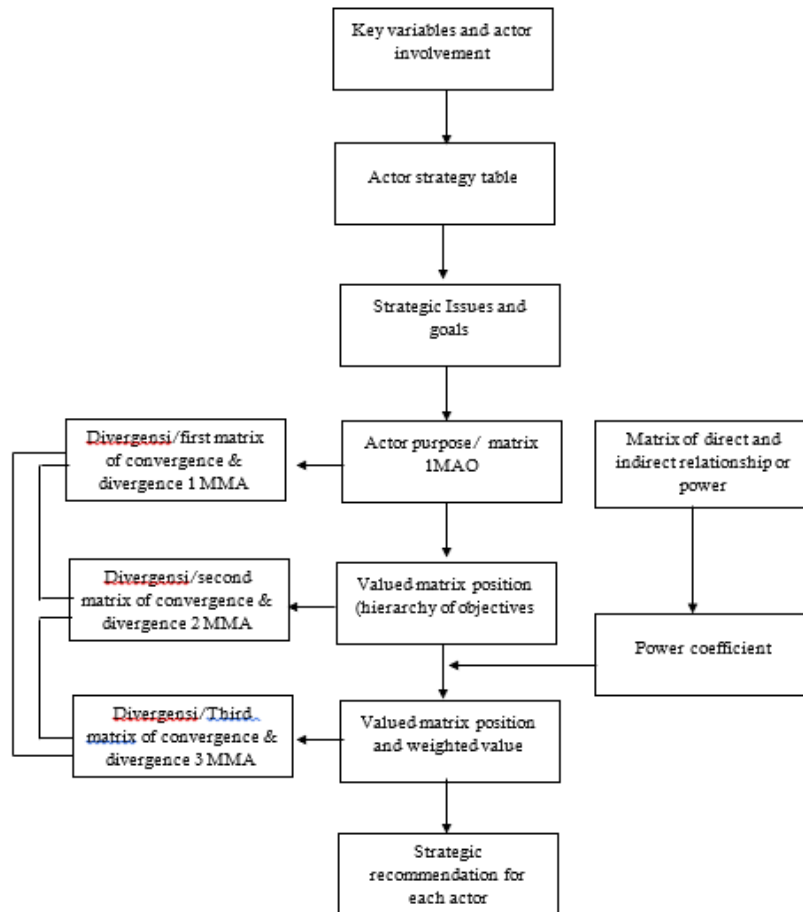 Key variables and actor
involvement
Actor strategy table
Strategic Issues and
goals
Divergensi/first matrix
of convergence &
divergence 1 MMA
Actor purpose/ matrix
1MAO
Matrix of direct and
indirect relationship or
power
Divergensi/second
matrix of convergence &
divergence 2 MMA
Valued matrix position
(hierarchy of objectives
Power coefficient
Divergensi/Third
matrix of convergence &
divergence 3 MMA
Valued matrix position
and weighted value
Strategic
recommendation for
each actor